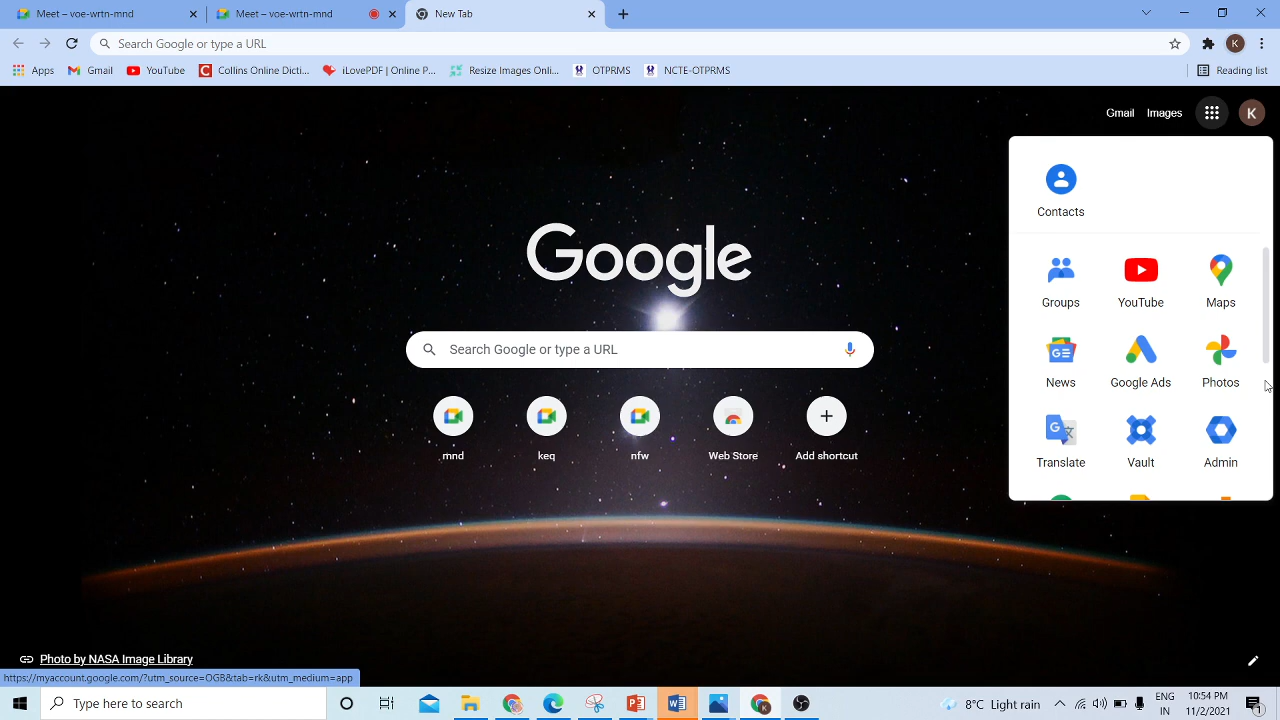 Meet – voe-wrtn-mnd
Meet – voe-wrtn-mnd
New Tab
Search Google or type a URL
K
Apps
Gmail
YouTube
Collins Online Dicti...
iLovePDF | Online P...
Resize Images Onli...
OTPRMS
NCTE-OTPRMS
Reading list
Gmail
Images
K
Contacts
Groups
YouTube
Maps
News
Google Ads
Photos
Translate
Vault
Admin
Google
Search Google or type a URL
mnd
keq
nfw
Web Store
Add shortcut
Photo by NASA Image Library
https://myaccount.google.com/?utm_source=OGB&tab=rk&utm_medium=app
Type here to search
8°C Light rain
ENG
IN
10:54 PM
11/2/2021
1